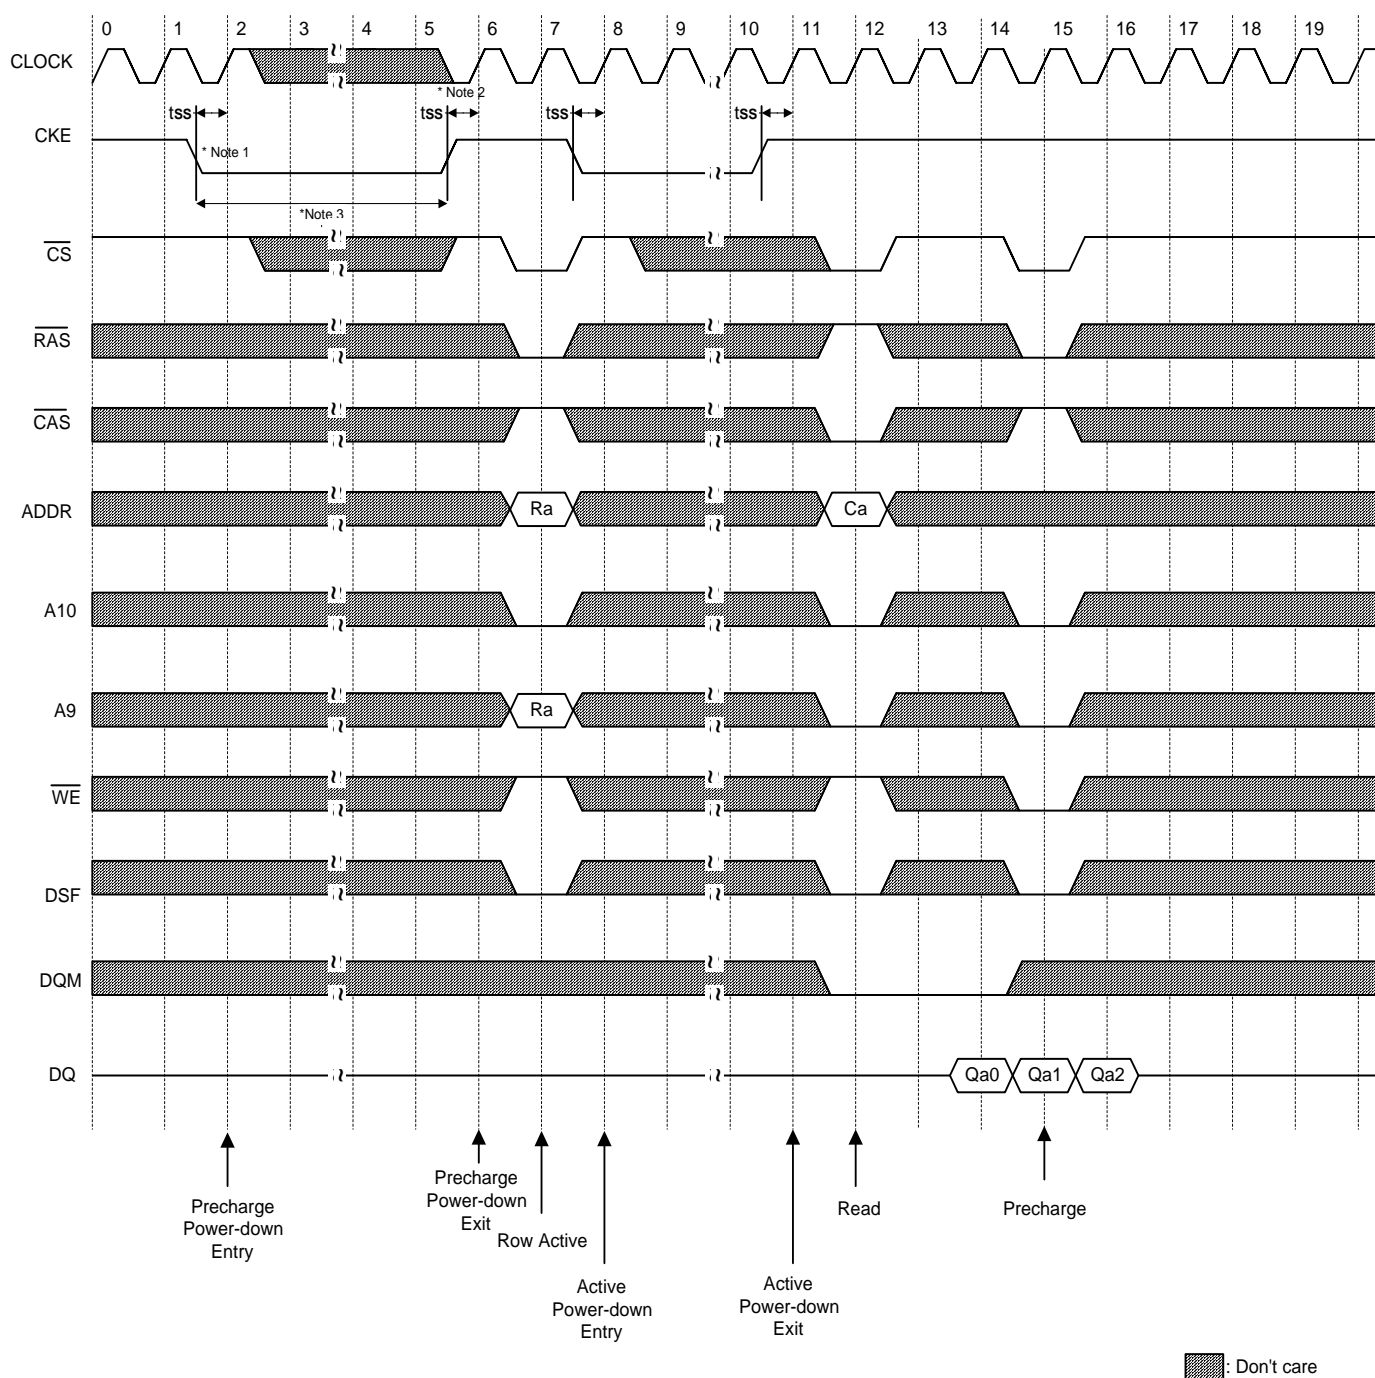 0 1 2 3 4 5 6 7 8 9 10 11 12 13 14 15 16 17 18 19
CLOCK
* Note 2
tss tss tss tss
CKE
* Note 1
*Note 3
CS
RAS
CAS
ADDR Ra Ca
A10
A9 Ra
WE
DSF
DQM
DQ Qa0 Qa1 Qa2
Precharge
Power-down
Entry
Precharge
Power-down
Exit
Row Active
Active
Power-down
Entry
Active
Power-down
Exit
Read
Precharge
: Don't care